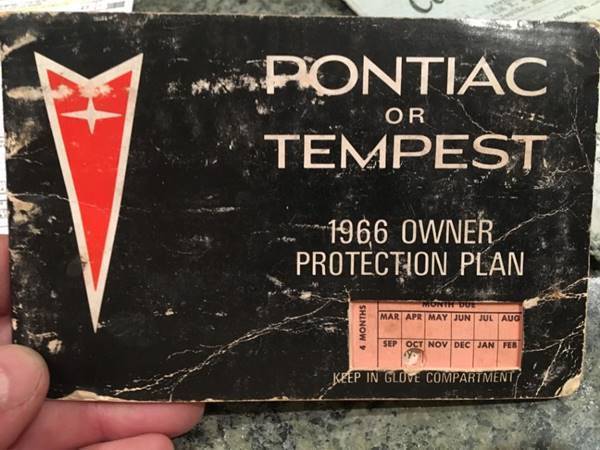 PONTIAC
OR
TEMPEST
1966 OWNER
PROTECTION PLAN
4 MONTHS
MONTH DUE
MAR APR MAY JUN JUL AUG
SEP OCT NOV DEC JAN FEB
KEEP IN GLOVE COMPARTMENT